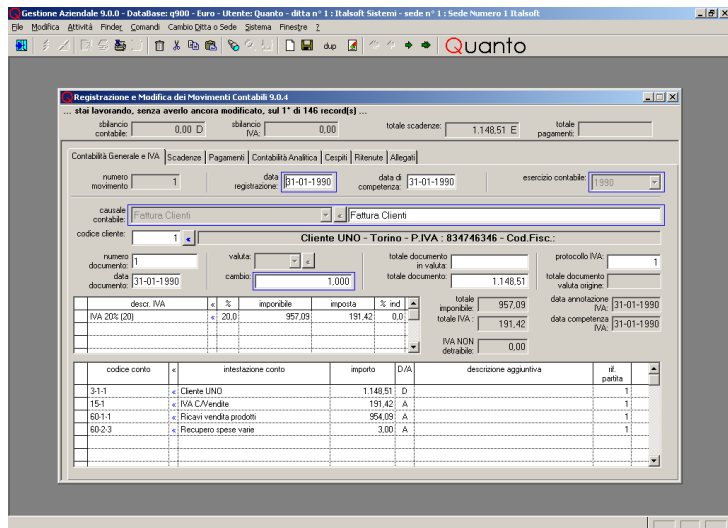 Gestione Aziendale 9.0.0 - DataBase: q900 - Euro - Utente: Quanto - ditta n° 1 : Italsoft Sistemi - sede n° 1 : Sede Numero 1 Italsoft
File Modifica Attività Finder Comandi Cambio Ditta o Sede Sistema Finestre ?
dup Quanto
Registrazione e Modifica dei Movimenti Contabili 9.0.4
... stai lavorando, senza averlo ancora modificato, sul 1° di 146 record(s) ...
sbilancio contabile: 0,00 D sbilancio IVA: 0,00 totale scadenze: 1.148,51 E totale pagamenti:
Contabilità Generale e IVA Scadenze Pagamenti Contabilità Analitica Cespiti Ritenute Allegati
numero movimento 1 data registrazione: 31-01-1990 data di competenza: 31-01-1990 esercizio contabile: 1990
causale contabile: Fattura Clienti « Fattura Clienti
codice cliente: 1 « Cliente UNO - Torino - P.IVA : 834746346 - Cod.Fisc.:
numero documento: 1 valuta: « totale documento in valuta: protocollo IVA: 1
data documento: 31-01-1990 cambio: 1,000 totale documento: 1.148,51 totale documento valuta origine:
descr. IVA « % imponibile imposta % ind totale imponibile: 957,09 data annotazione IVA: 31-01-1990
IVA 20% (20) « 20,0 957,09 191,42 0,0 totale IVA : 191,42 data competenza IVA: 31-01-1990
IVA NON detraibile: 0,00
codice conto « intestazione conto importo D/A descrizione aggiuntiva rif. partita
3-1-1 « Cliente UNO 1.148,51 D 1
15-1 « IVA C/Vendite 191,42 A 1
60-1-1 « Ricavi vendita prodotti 954,09 A 1
60-2-3 « Recupero spese varie 3,00 A 1